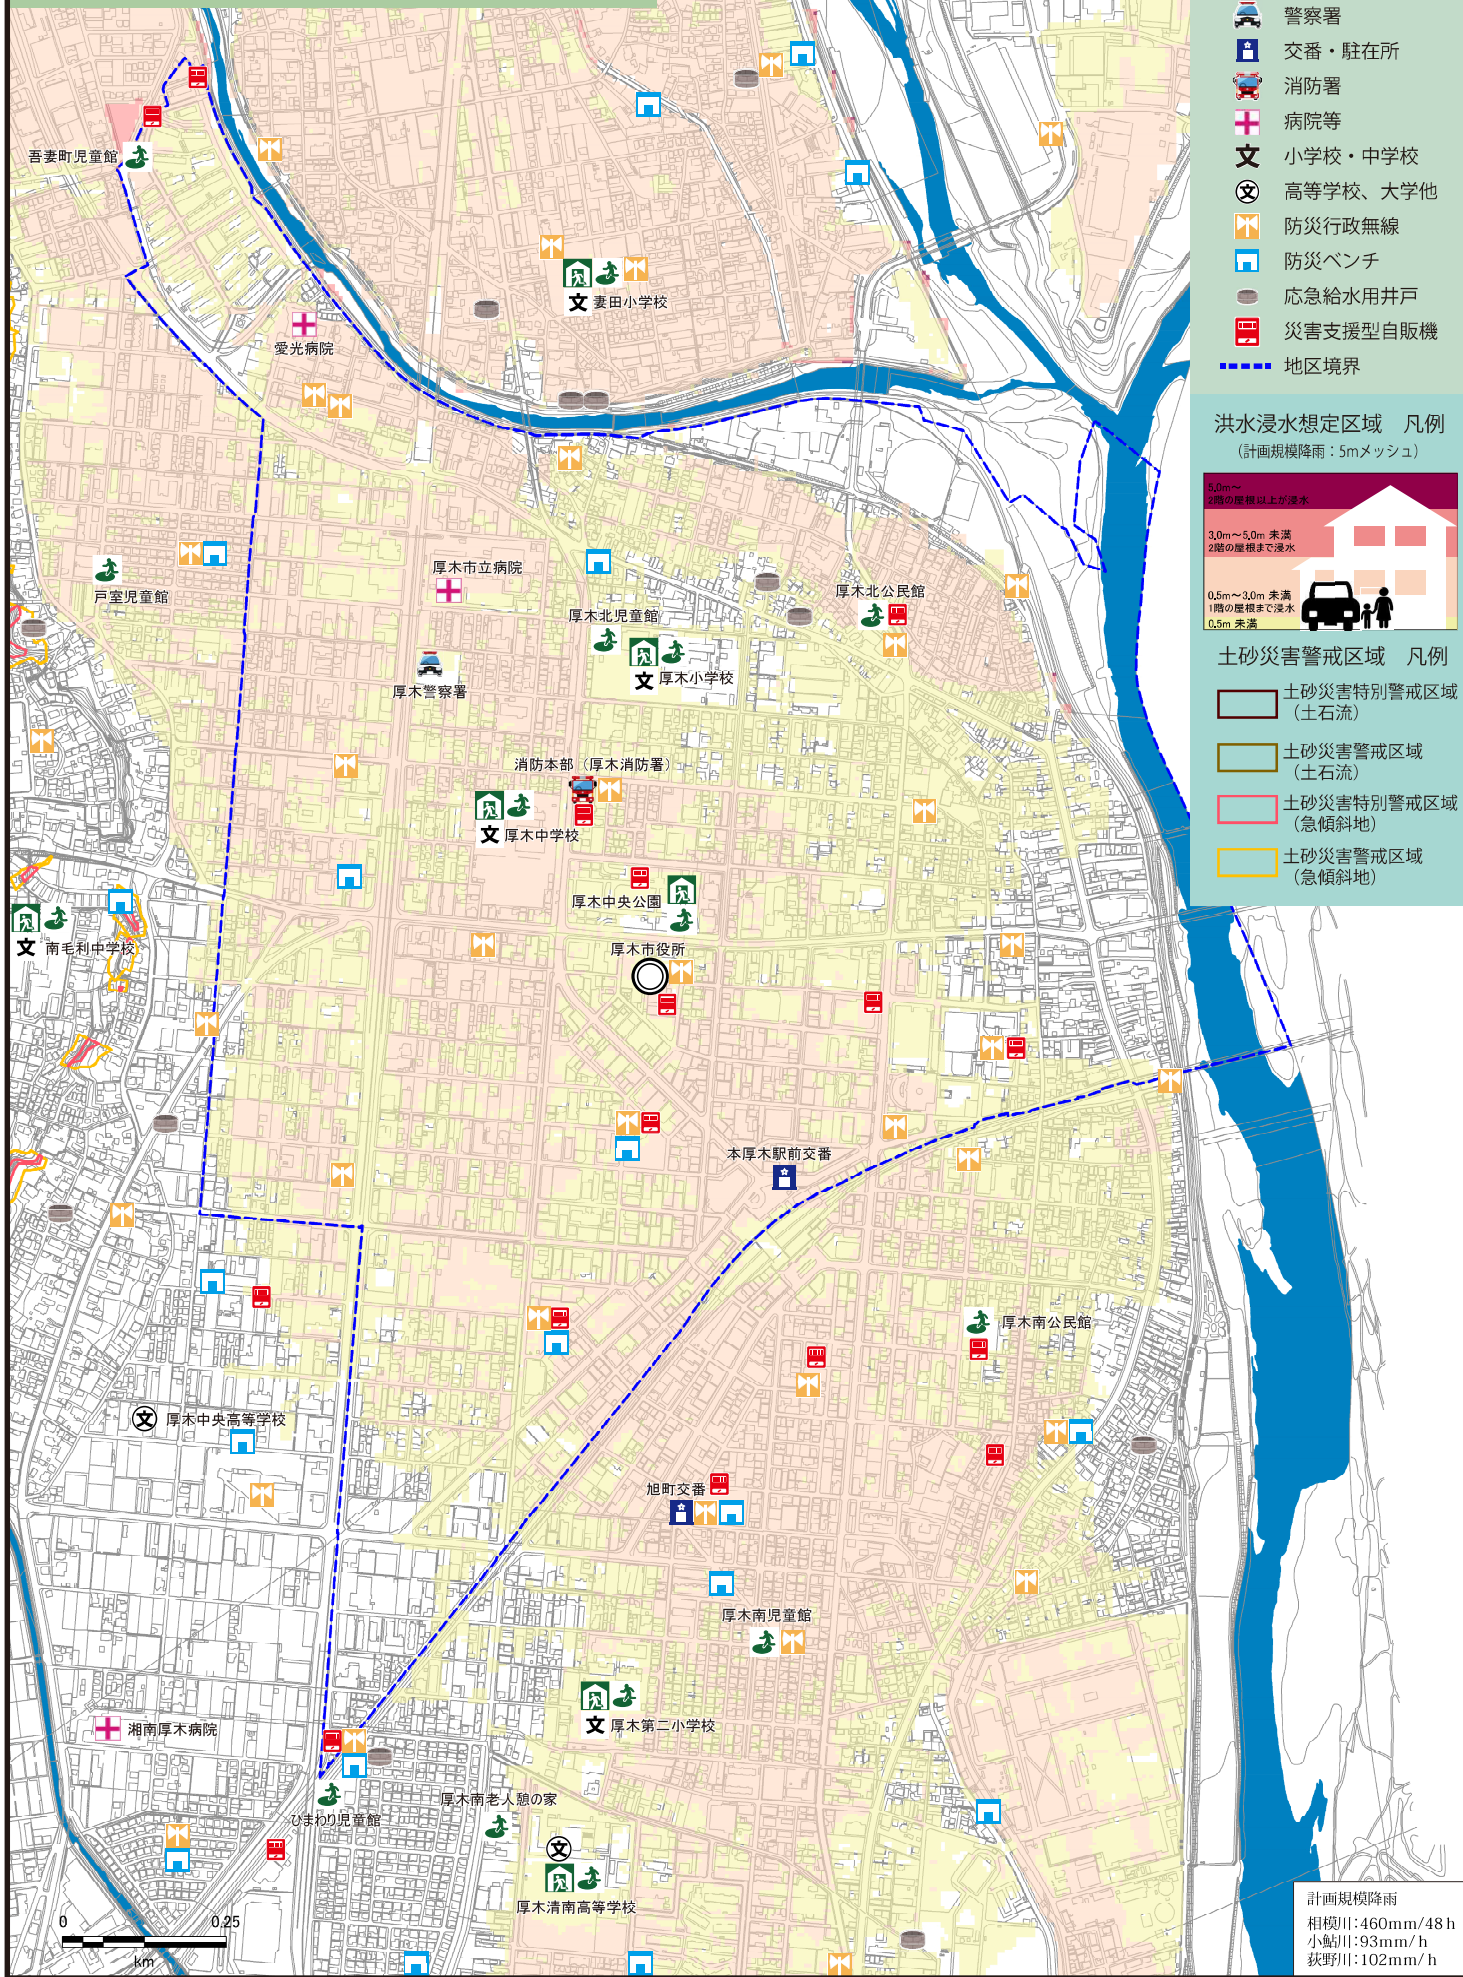 警察署
交番・駐在所
消防署
病院等
文 小学校・中学校
文 高等学校、大学他
防災行政無線
防災ベンチ
応急給水用井戸
災害支援型自販機
地区境界
洪水浸水想定区域 凡例
（計画規模降雨：5mメッシュ）
5.0m～
2階の屋根以上が浸水
3.0m～5.0m 未満
2階の屋根まで浸水
0.5m～3.0m 未満
1階の屋根まで浸水
0.5m 未満
土砂災害警戒区域 凡例
土砂災害特別警戒区域
（土石流）
土砂災害警戒区域
（土石流）
土砂災害特別警戒区域
（急傾斜地）
土砂災害警戒区域
（急傾斜地）
吾妻町児童館
文 妻田小学校
愛光病院
戸室児童館
厚木市立病院
厚木北公民館
厚木北児童館
文 厚木小学校
厚木警察署
消防本部（厚木消防署）
文 厚木中学校
厚木中央公園
文 南毛利中学校
厚木市役所
本厚木駅前交番
厚木南公民館
文 厚木中央高等学校
旭町交番
厚木南児童館
文 厚木第二小学校
湘南厚木病院
厚木南老人憩の家
ひまわり児童館
文
厚木清南高等学校
0 0.25
km
計画規模降雨
相模川：460mm/48h
小鮎川：93mm/h
荻野川：102mm/h